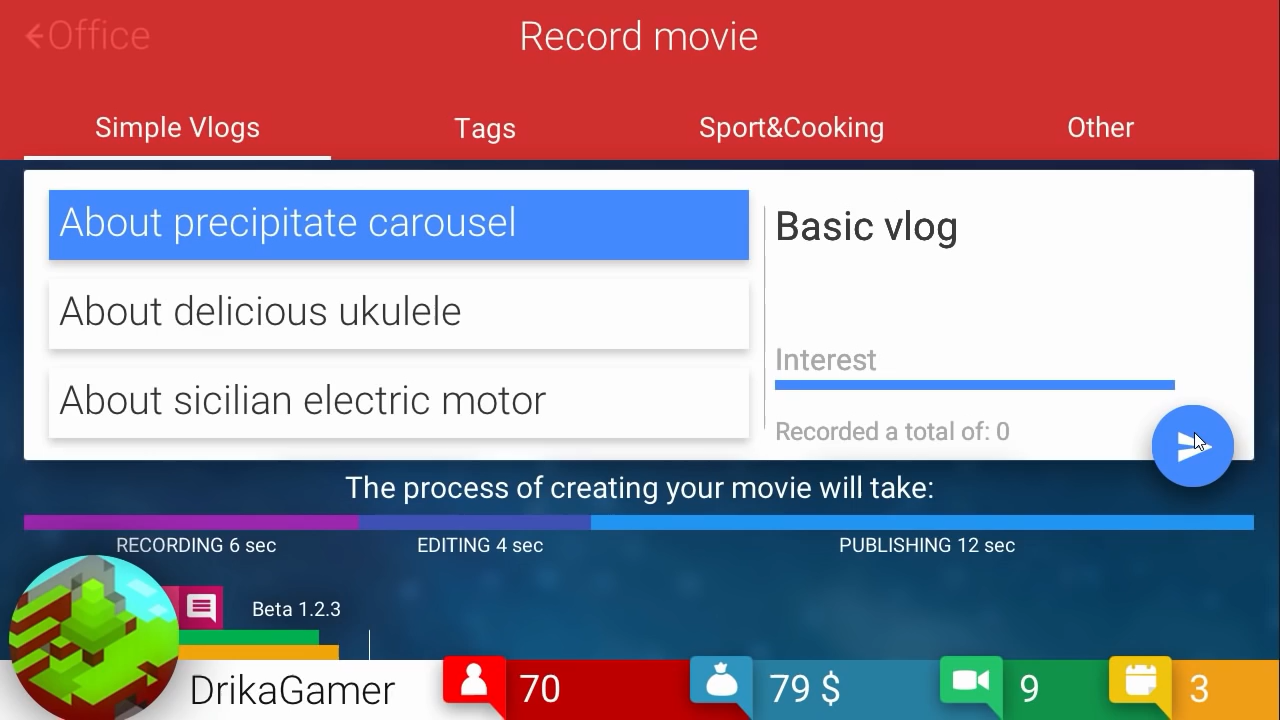 Office
Record movie
Simple Vlogs
Tags
Sport&Cooking
Other
About precipitate carousel
About delicious ukulele
About sicilian electric motor
Basic vlog
Interest
Recorded a total of: 0
The process of creating your movie will take:
RECORDING 6 sec
EDITING 4 sec
PUBLISHING 12 sec
Beta 1.2.3
DrikaGamer
70
79 $
9
3